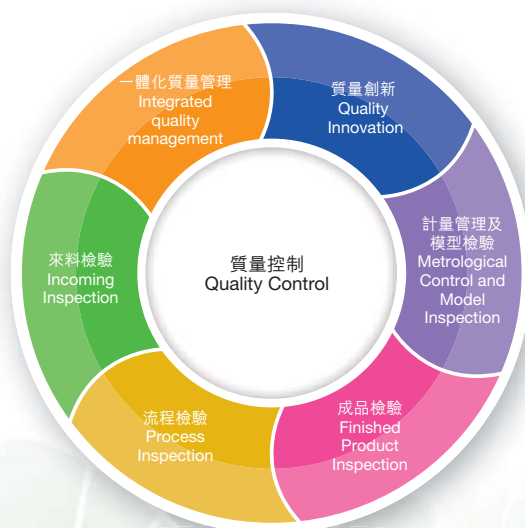 一體化質量管理
Integrated
quality
management
質量創新
Quality
Innovation
計量管理及
模型檢驗
Metrological
Control and
Model
Inspection
來料檢驗
Incoming
Inspection
質量控制
Quality Control
流程檢驗
Process
Inspection
成品檢驗
Finished
Product
Inspection